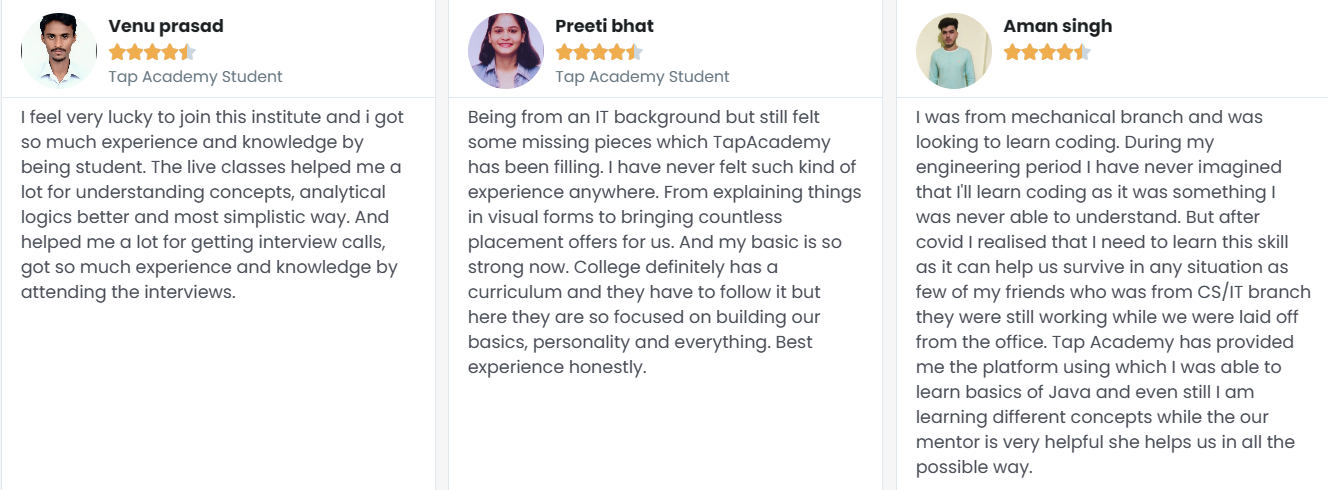 Venu prasad
Tap Academy Student
I feel very lucky to join this institute and i got
so much experience and knowledge by
being student. The live classes helped me a
lot for understanding concepts, analytical
logics better and most simplistic way. And
helped me a lot for getting interview calls,
got so much experience and knowledge by
attending the interviews.
Preeti bhat
Tap Academy Student
Being from an IT background but still felt
some missing pieces which TapAcademy
has been filling. I have never felt such kind of
experience anywhere. From explaining things
in visual forms to bringing countless
placement offers for us. And my basic is so
strong now. College definitely has a
curriculum and they have to follow it but
here they are so focused on building our
basics, personality and everything. Best
experience honestly.
Aman singh
I was from mechanical branch and was
looking to learn coding. During my
engineering period I have never imagined
that I'll learn coding as it was something I
was never able to understand. But after
covid I realised that I need to learn this skill
as it can help us survive in any situation as
few of my friends who was from CS/IT branch
they were still working while we were laid off
from the office. Tap Academy has provided
me the platform using which I was able to
learn basics of Java and even still I am
learning different concepts while the our
mentor is very helpful she helps us in all the
possible way.